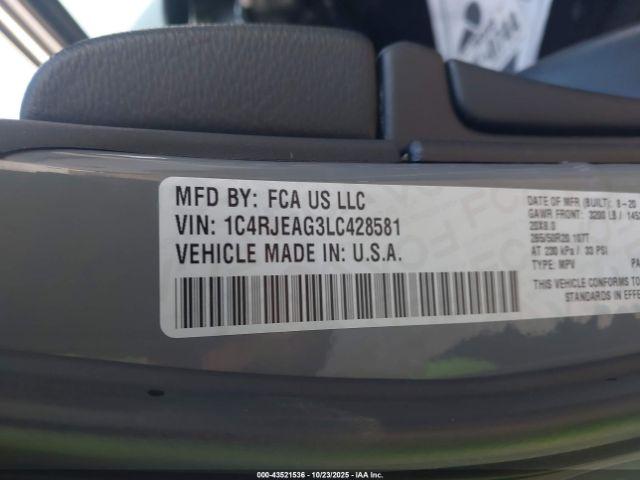 MFD BY: FCA US LLC
VIN: 1C4RJEAG3LC428581
VEHICLE MADE IN: U.S.A.
DATE OF MFR (BUILT): 8-20
GAWR FRONT: 3200 LB / 1452
20X8.0
265/50R20 107T
AT 230 kPa / 33 PSI
TYPE: MPV PA
THIS VEHICLE CONFORMS TO
STANDARDS IN EFFE
000-43521536 - 10/23/2025 - IAA Inc.